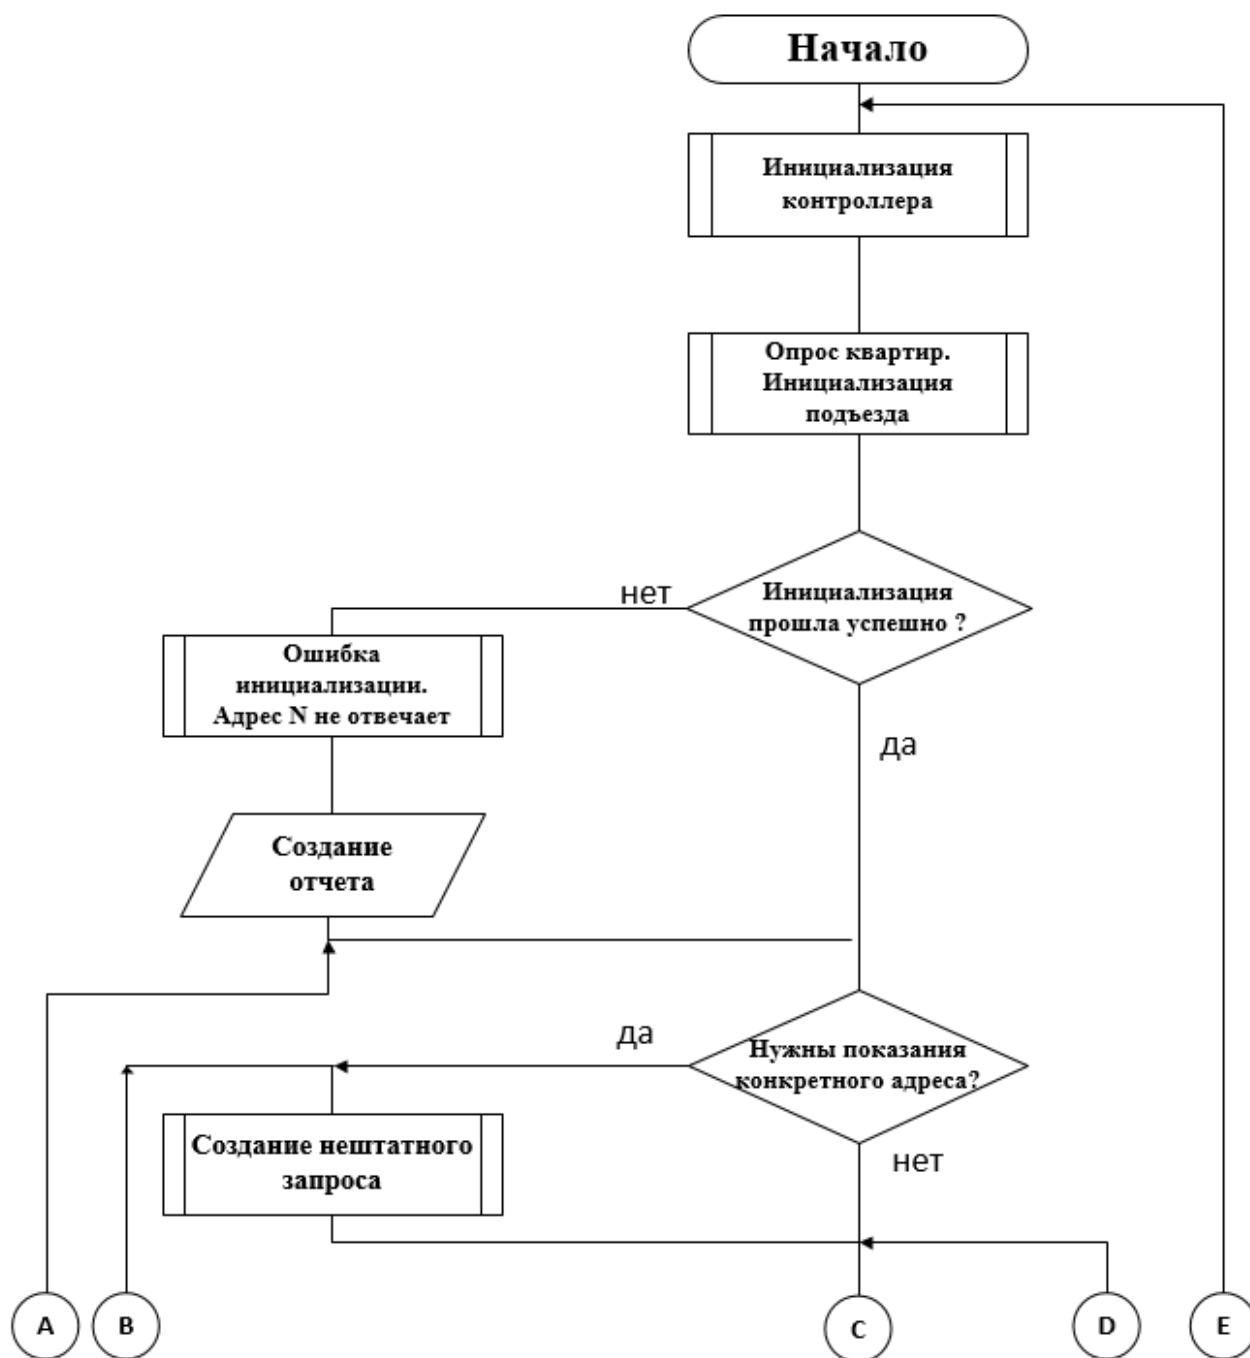 Начало
Инициализация
контроллера
Опрос квартир.
Инициализация
подъезда
нет
Инициализация
прошла успешно ?
Ошибка
инициализации.
Адрес N не отвечает
да
Создание
отчета
да
Нужны показания
конкретного адреса?
Создание нештатного
запроса
нет
A
B
C
D
E